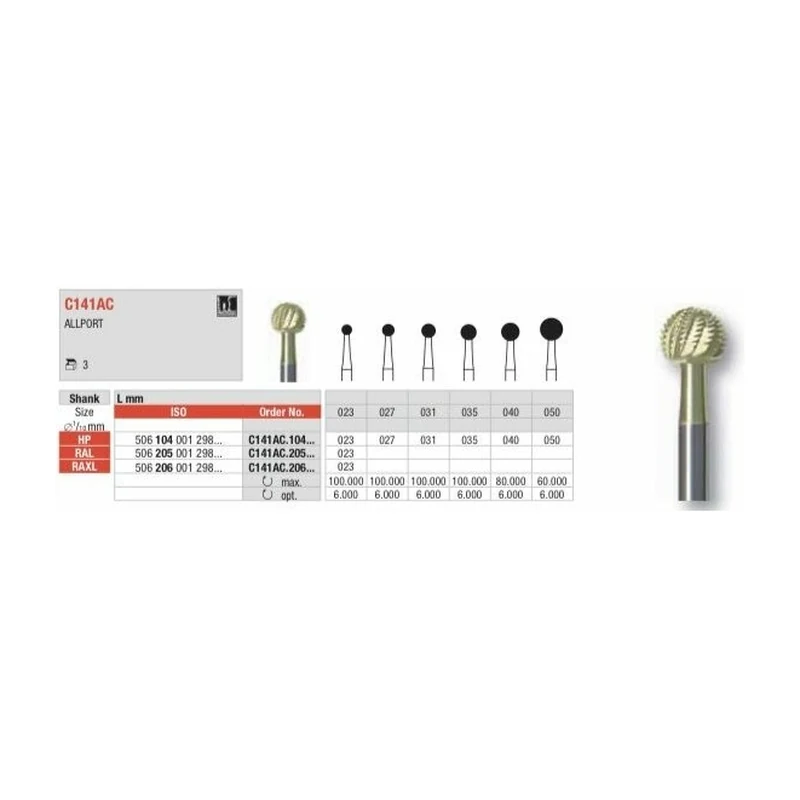 C141AC
ALLPORT
3
Shank L mm
Size ISO Order No. 023 027 031 035 040 050
Ø¹/₁₀ mm
HP 506 104 001 298... C141AC.104... 023 027 031 035 040 050
RAL 506 205 001 298... C141AC.205... 023
RAXL 506 206 001 298... C141AC.206... 023
max. 100.000 100.000 100.000 100.000 80.000 60.000
opt. 6.000 6.000 6.000 6.000 6.000 6.000